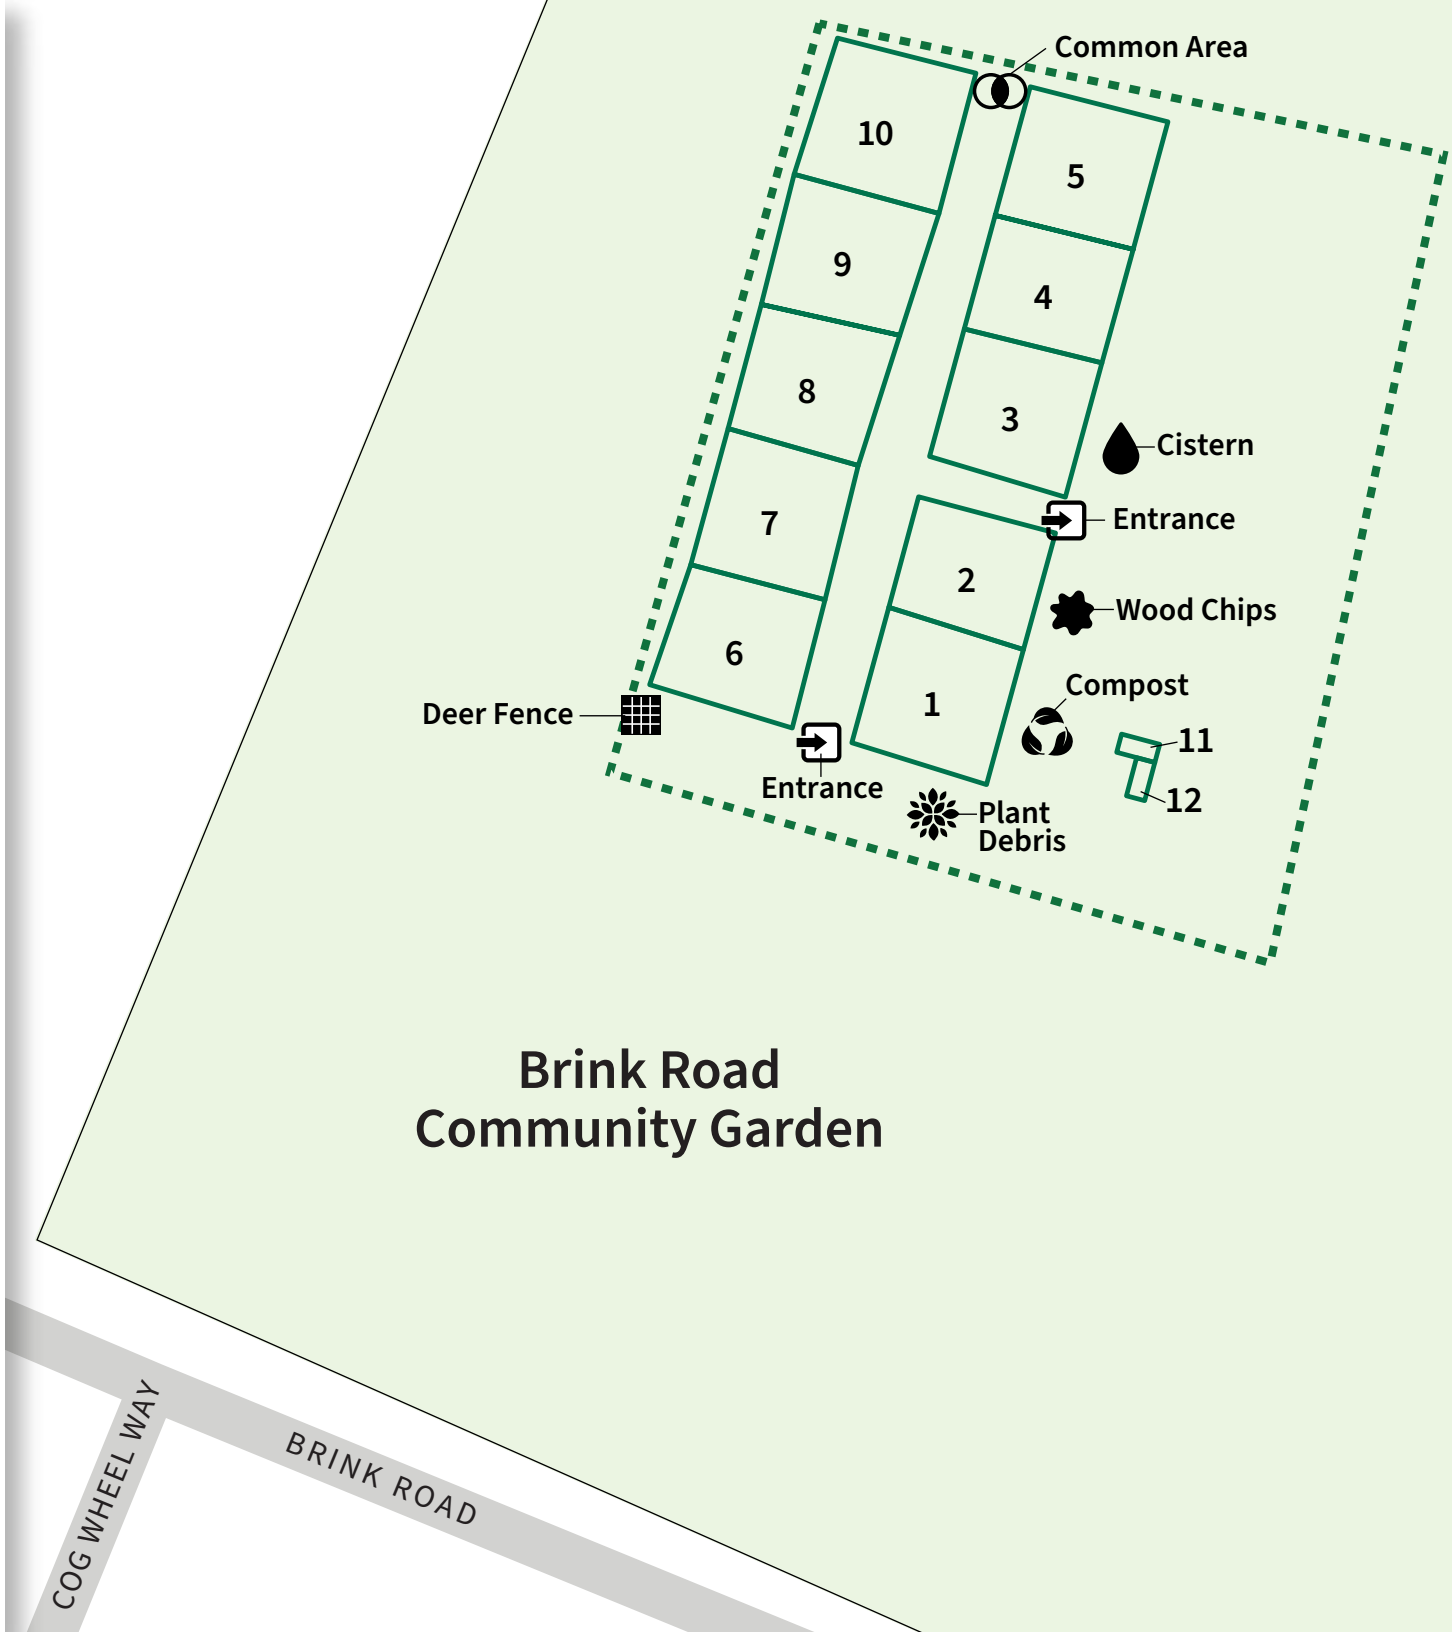 Common Area
10
5
9
4
8
3
Cistern
7
Entrance
2
Wood Chips
6
Compost
1
Deer Fence
11
Entrance
12
Plant
Debris
Brink Road
Community Garden
COG WHEEL WAY
BRINK ROAD